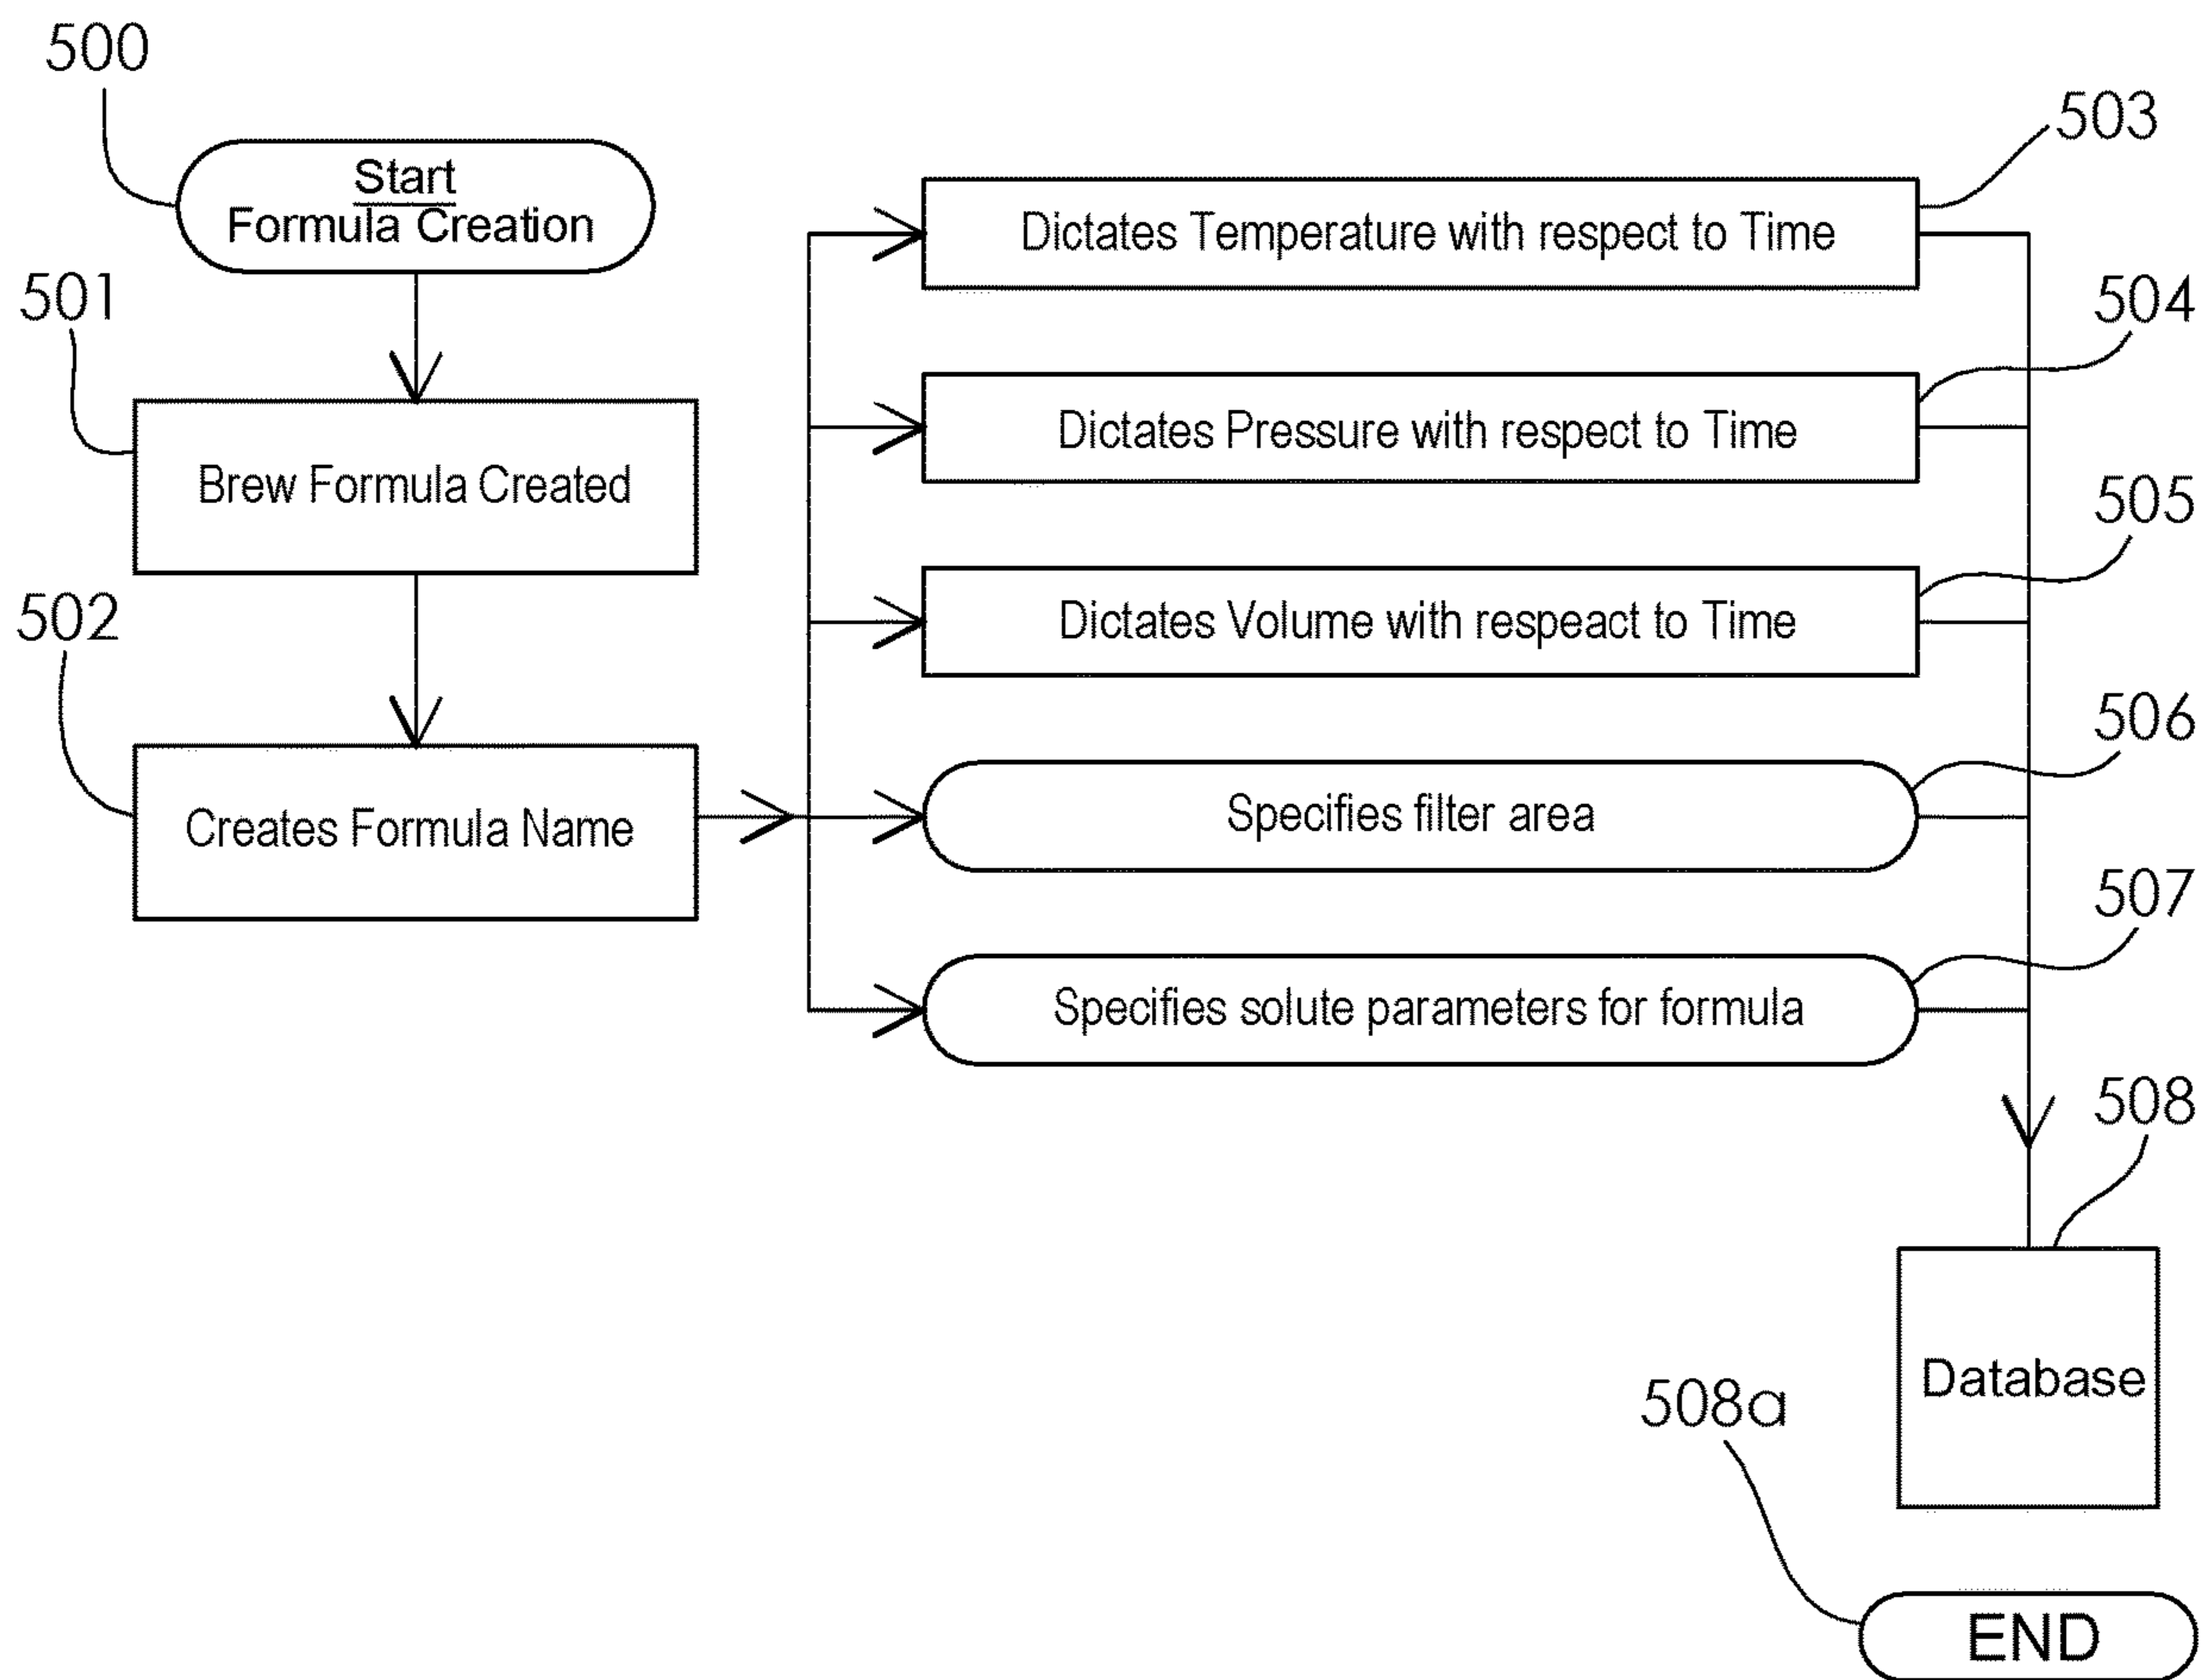 500
Start
Formula Creation
501
Brew Formula Created
502
Creates Formula Name
503
Dictates Temperature with respect to Time
504
Dictates Pressure with respect to Time
505
Dictates Volume with respeact to Time
506
Specifies filter area
507
Specifies solute parameters for formula
508
Database
508a
END